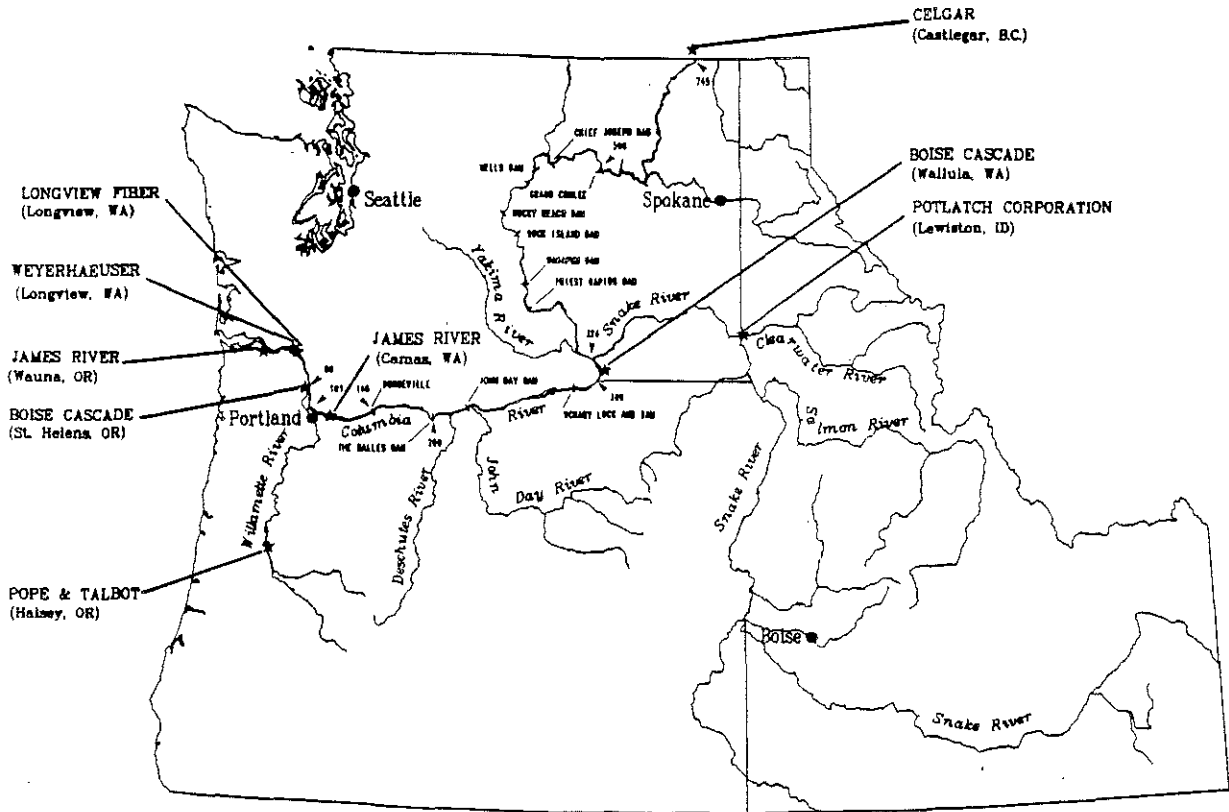 CELGAR
(Castlegar, B.C.)
745
CHIEF JOSEPH DAM
WELLS DAM
GRAND COULEE
BOISE CASCADE
(Wallula, WA)
LONGVIEW FIBER
(Longview, WA)
Seattle
Spokane
ROCKY REACH DAM
POTLATCH CORPORATION
(Lewiston, ID)
ROCK ISLAND DAM
WEYERHAEUSER
(Longview, WA)
Yakima
River
PRIEST RAPIDS DAM
Snake River
JAMES RIVER
(Wauna, OR)
JAMES RIVER
(Camas, WA)
Clearwater
River
BONNEVILLE
JOHN DAY DAM
BOISE CASCADE
(St. Helens, OR)
Portland
Columbia
River
MCNARY LOCK AND DAM
THE DALLES DAM
Salmon River
Willamette River
Deschutes River
John
Day River
Snake River
POPE & TALBOT
(Halsey, OR)
Boise
Snake River